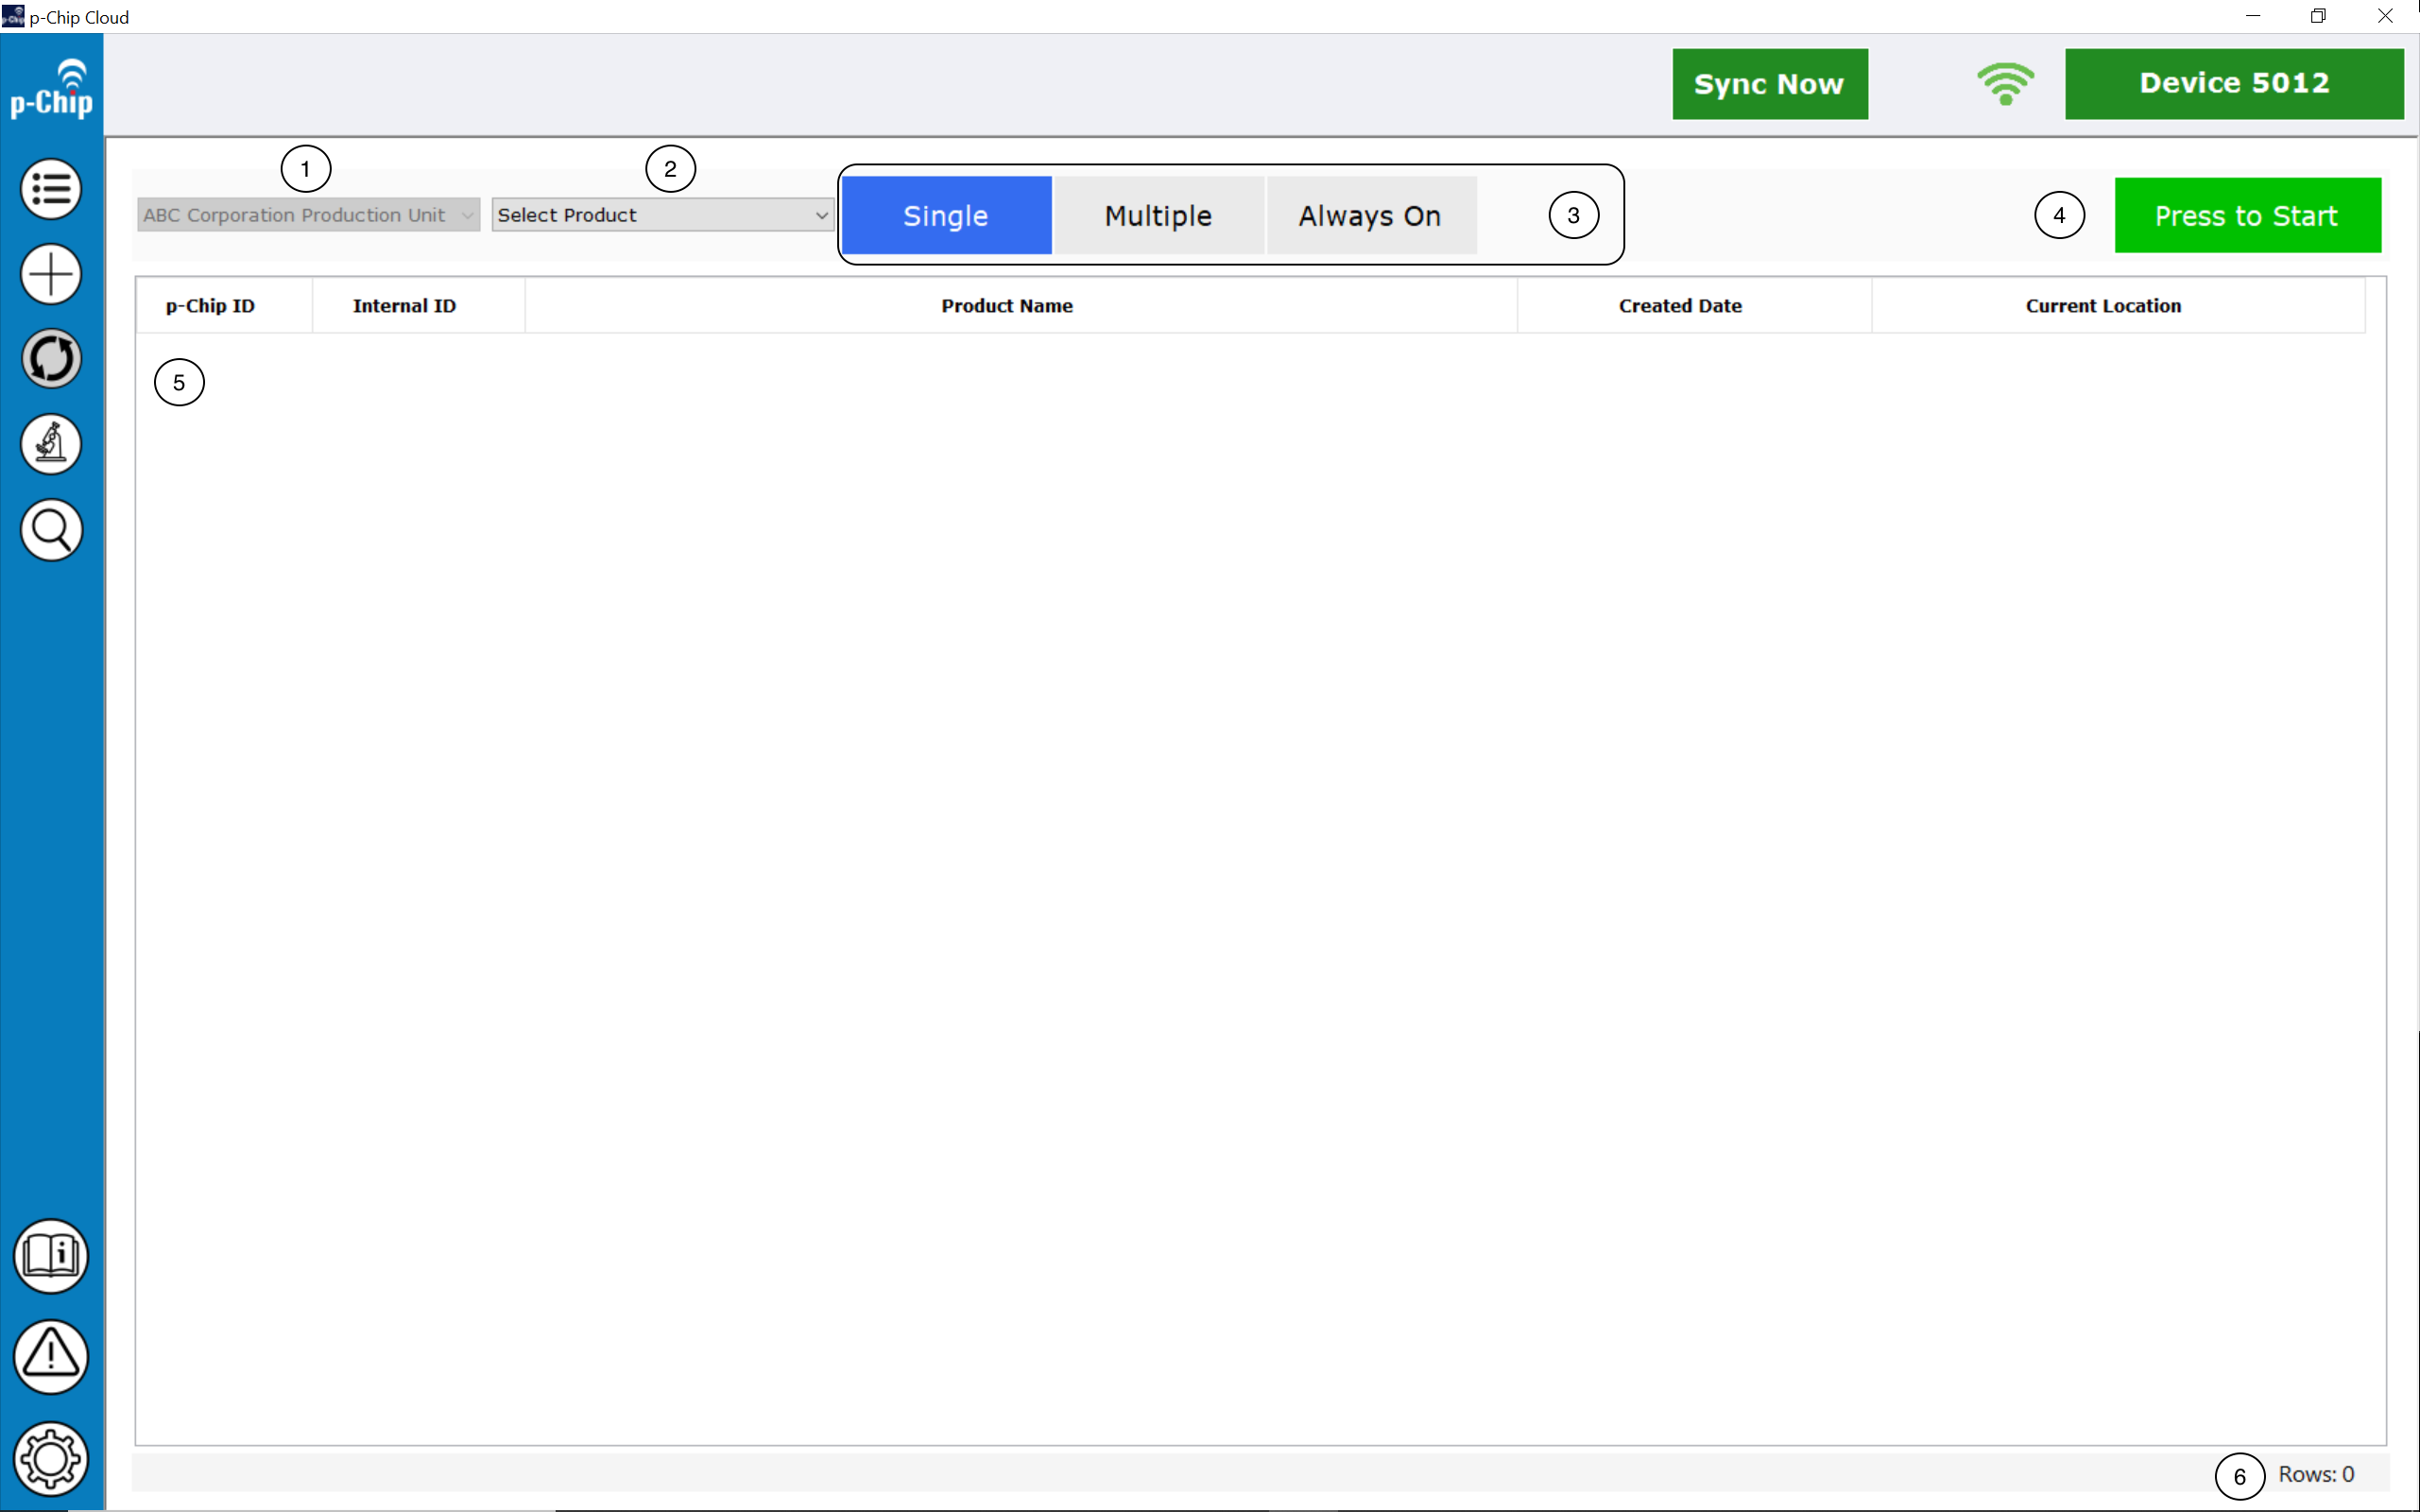 p-Chip Cloud
p-Chip
Sync Now
Device 5012
1
2
ABC Corporation Production Unit
Select Product
Single
Multiple
Always On
3
4
Press to Start
p-Chip ID
Internal ID
Product Name
Created Date
Current Location
5
6
Rows: 0